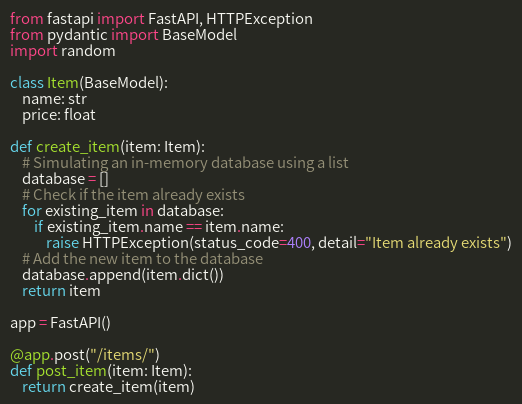 from fastapi import FastAPI, HTTPException
from pydantic import BaseModel
import random

class Item(BaseModel):
    name: str
    price: float

def create_item(item: Item):
    # Simulating an in-memory database using a list
    database = []
    # Check if the item already exists
    for existing_item in database:
        if existing_item.name == item.name:
            raise HTTPException(status_code=400, detail="Item already exists")
    # Add the new item to the database
    database.append(item.dict())
    return item

app = FastAPI()

@app.post("/items/")
def post_item(item: Item):
    return create_item(item)